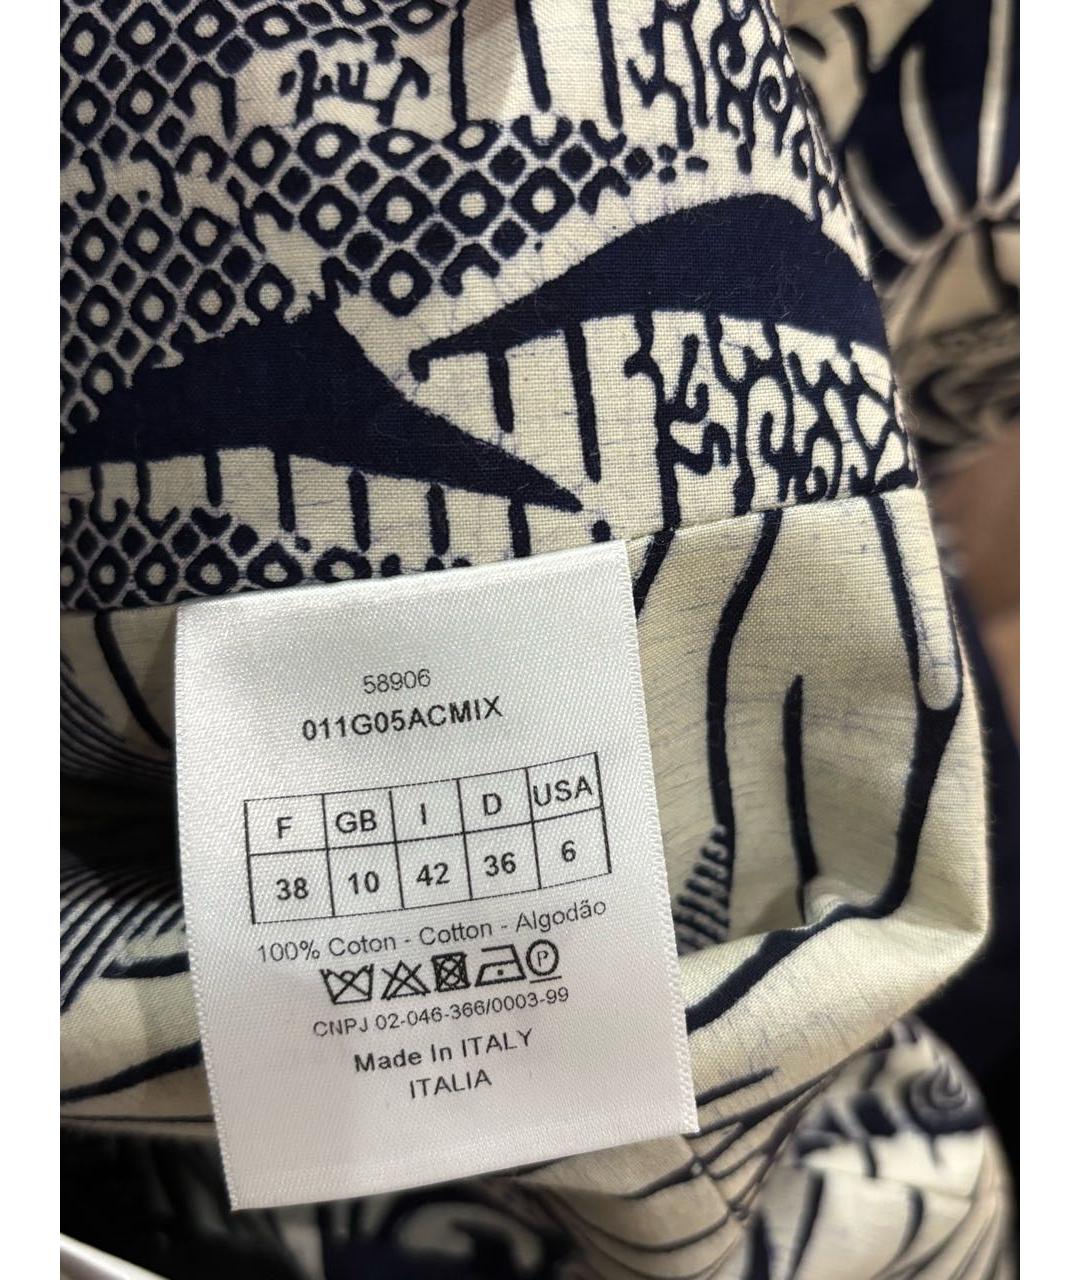 58906
011G05ACMIX
F GB I D USA
38 10 42 36 6
100% Coton - Cotton - Algodão
P
CNPJ 02-046-366/0003-99
Made In ITALY
ITALIA